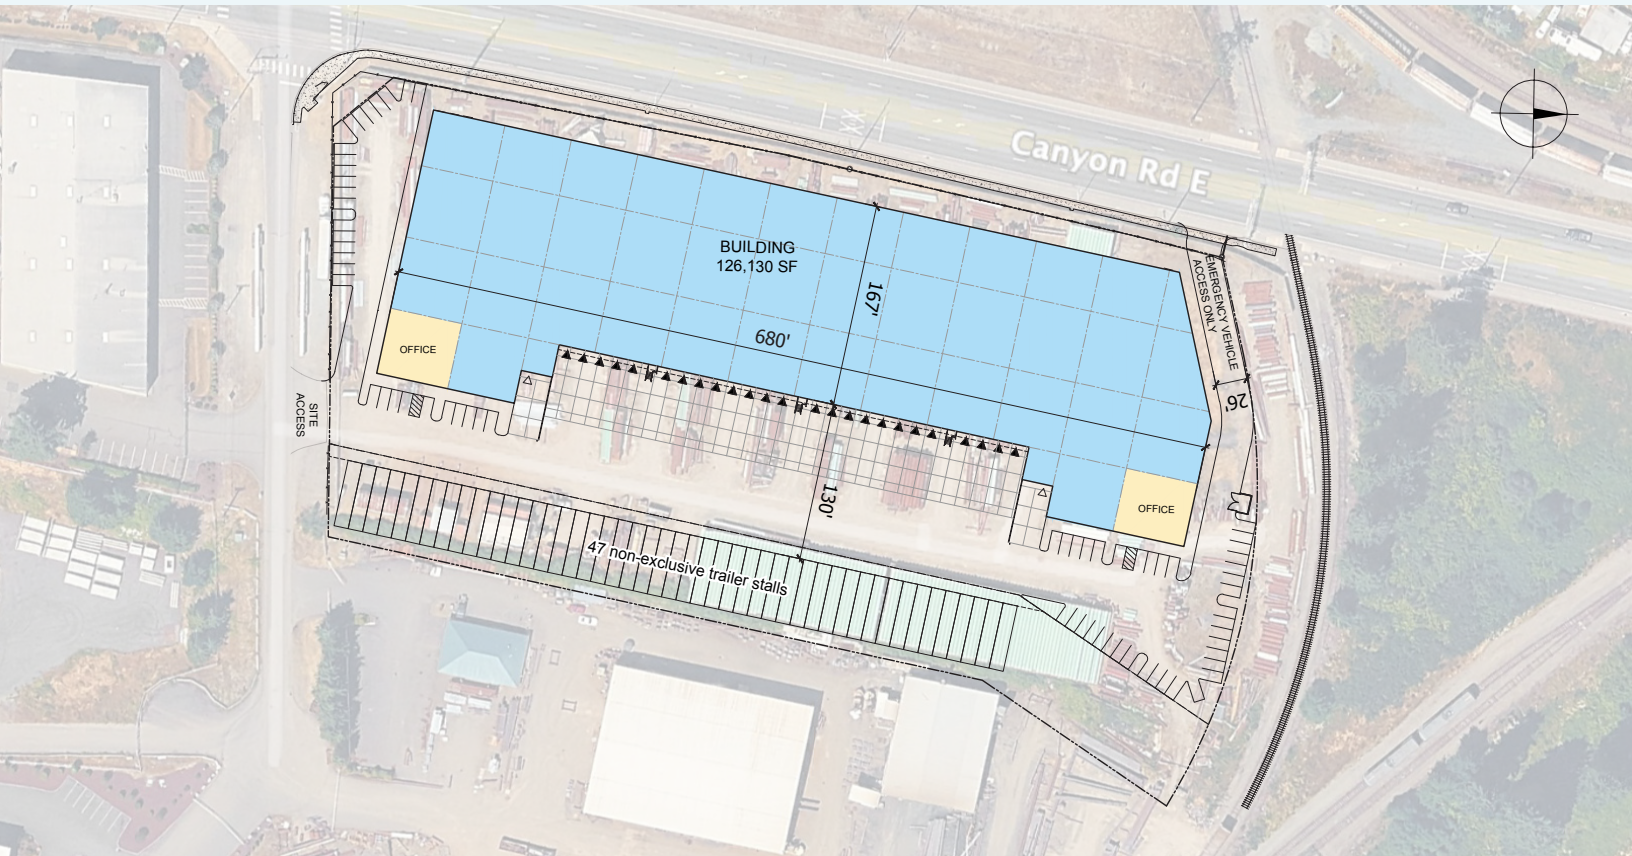 Canyon Rd E
BUILDING
126,130 SF
167'
680'
EMERGENCY VEHICLE
ACCESS ONLY
26'
OFFICE
SITE
ACCESS
130'
OFFICE
47 non-exclusive trailer stalls